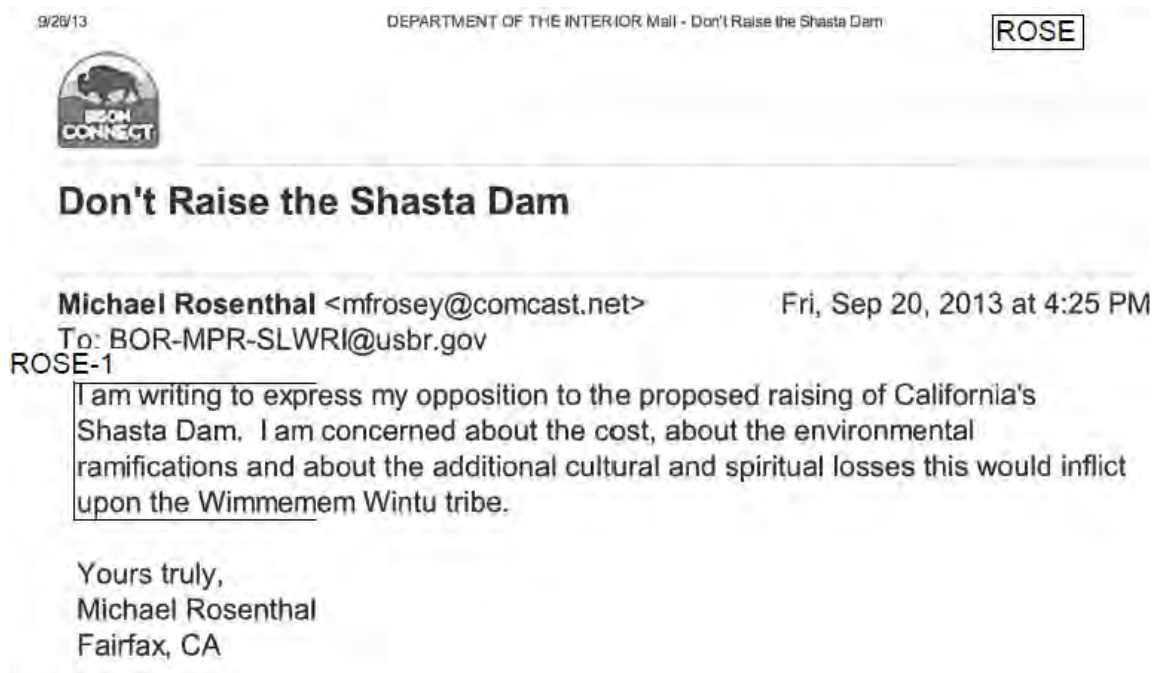 9/26/13 DEPARTMENT OF THE INTERIOR Mail - Don't Raise the Shasta Dam
ROSE
BISON
CONNECT
Don't Raise the Shasta Dam
Michael Rosenthal <mfrosey@comcast.net> Fri, Sep 20, 2013 at 4:25 PM
To: BOR-MPR-SLWRI@usbr.gov
ROSE-1
I am writing to express my opposition to the proposed raising of California's
Shasta Dam. I am concerned about the cost, about the environmental
ramifications and about the additional cultural and spiritual losses this would inflict
upon the Wimmemem Wintu tribe.
Yours truly,
Michael Rosenthal
Fairfax, CA